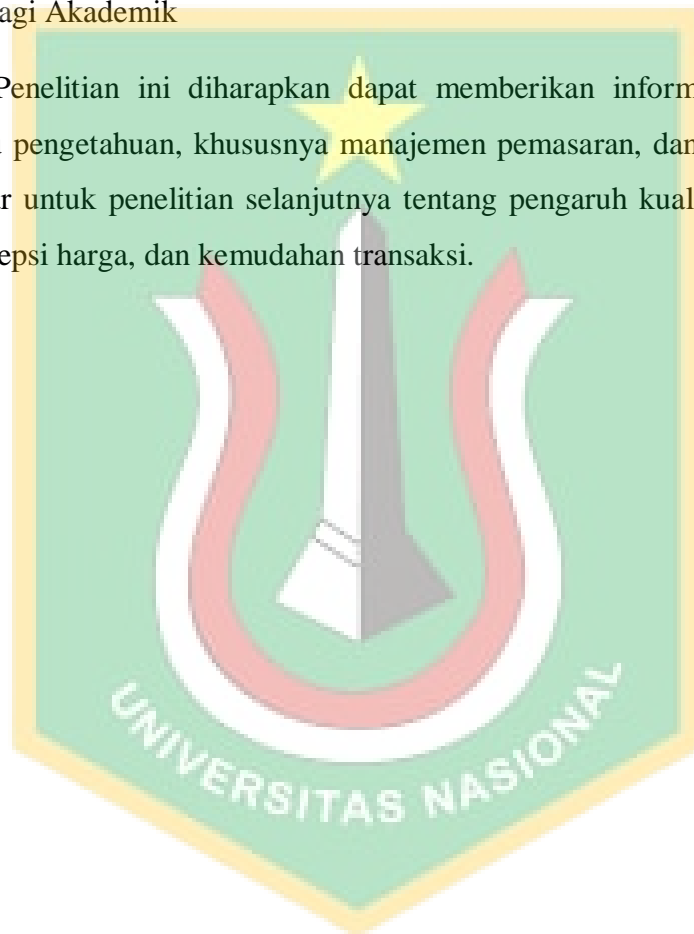 agi Akademik
Penelitian ini diharapkan dapat memberikan inform
pengetahuan, khususnya manajemen pemasaran, dan
r untuk penelitian selanjutnya tentang pengaruh kual
epsi harga, dan kemudahan transaksi.
UNIVERSITAS NASIONAL